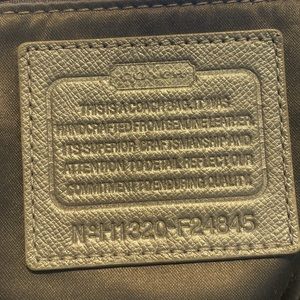 COACH
THIS IS A COACH BAG. IT WAS
HANDCRAFTED FROM GENUINE LEATHER.
ITS SUPERIOR CRAFTSMANSHIP AND
ATTENTION TO DETAIL REFLECT OUR
COMMITMENT TO ENDURING QUALITY.
Nº H1320-F24845